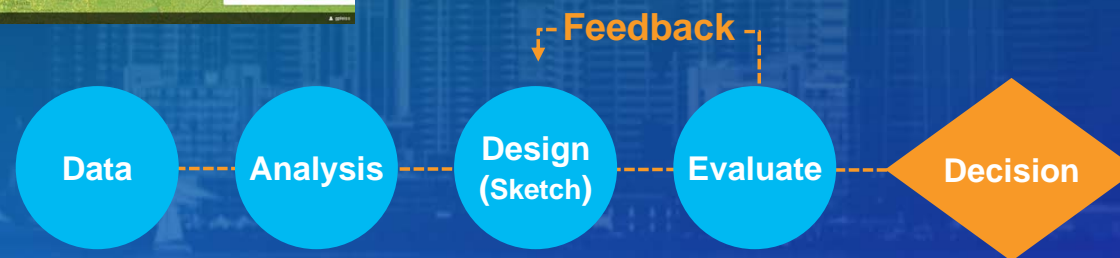 Feedback
Data
Analysis
Design
(Sketch)
Evaluate
Decision